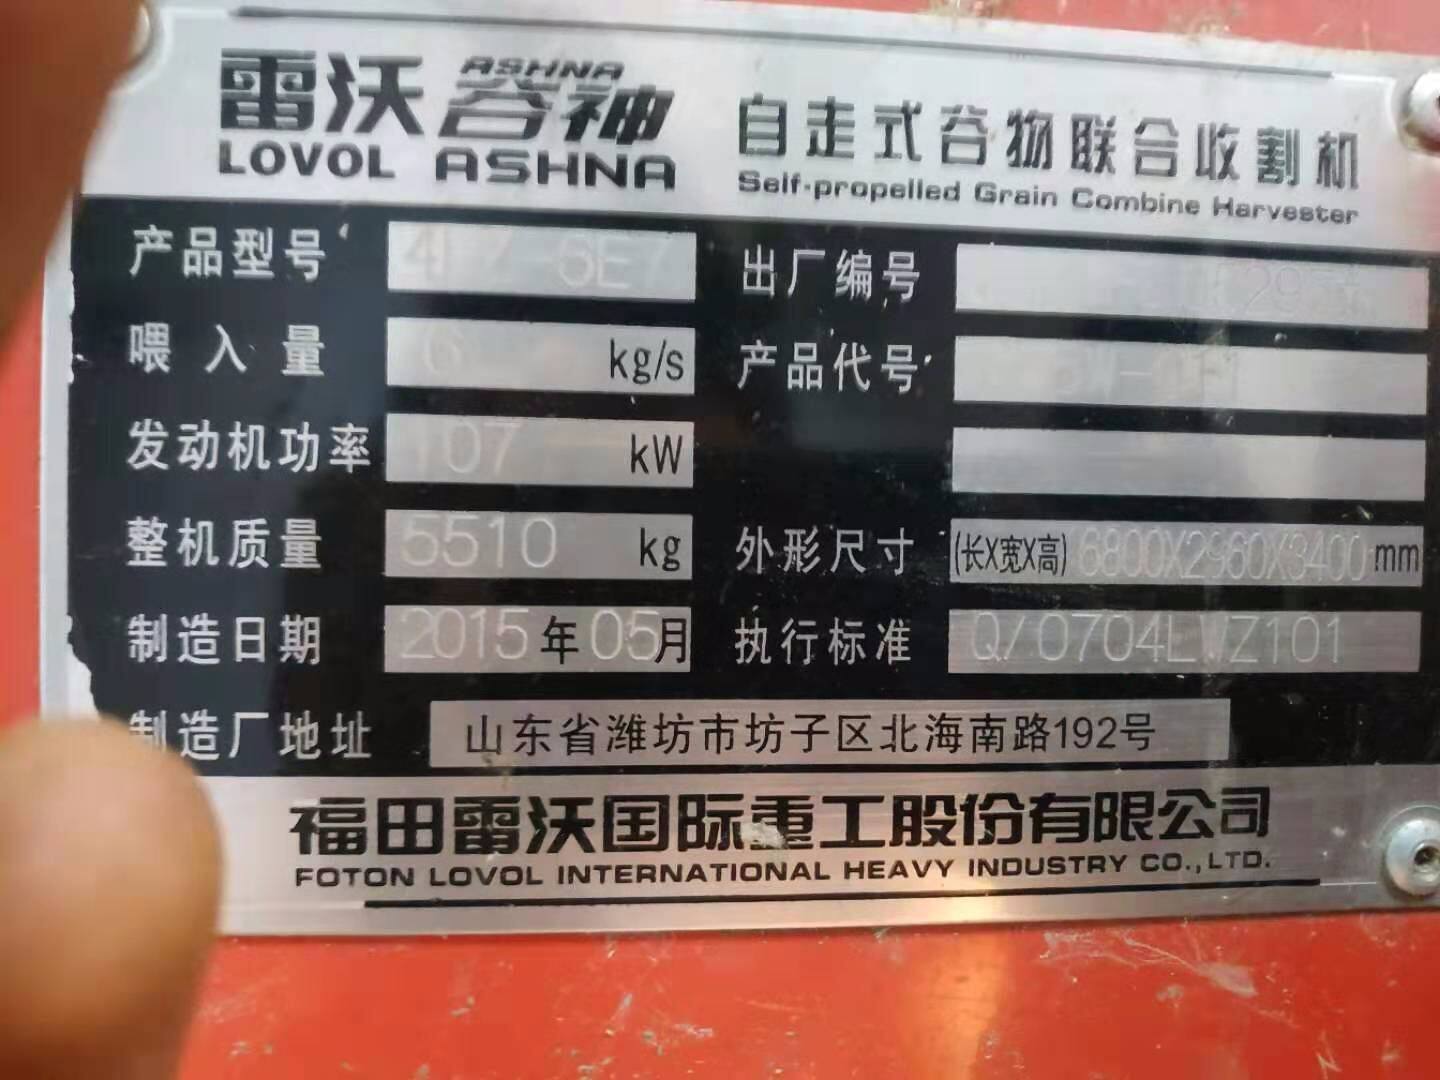 雷沃 ASHNA 谷神 自走式谷物联合收割机
LOVOL ASHNA Self-propelled Grain Combine Harvester
产品型号 出厂编号
喂入量 6 kg/s 产品代号
发动机功率 107 kW
整机质量 5510 kg 外形尺寸 (长X宽X高) 6800X2960X3400 mm
制造日期 2015 年 05 月 执行标准 Q/0704LVZ101
制造厂地址 山东省潍坊市坊子区北海南路192号
福田雷沃国际重工股份有限公司
FOTON LOVOL INTERNATIONAL HEAVY INDUSTRY CO.,LTD.